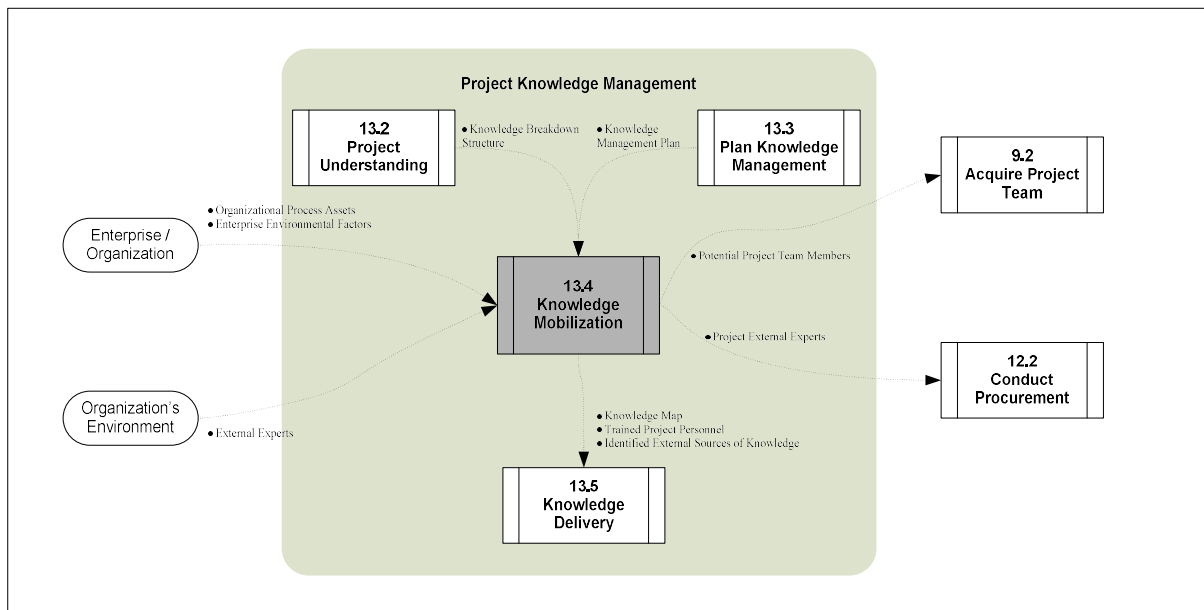 Project Knowledge Management
13.2
Project
Understanding
● Knowledge Breakdown
Structure
● Knowledge
Management Plan
13.3
Plan Knowledge
Management
9.2
Acquire Project
Team
● Organizational Process Assets
● Enterprise Environmental Factors
Enterprise /
Organization
● Potential Project Team Members
13.4
Knowledge
Mobilization
● Project External Experts
12.2
Conduct
Procurement
Organization's
Environment
● External Experts
● Knowledge Map
● Trained Project Personnel
● Identified External Sources of Knowledge
13.5
Knowledge
Delivery